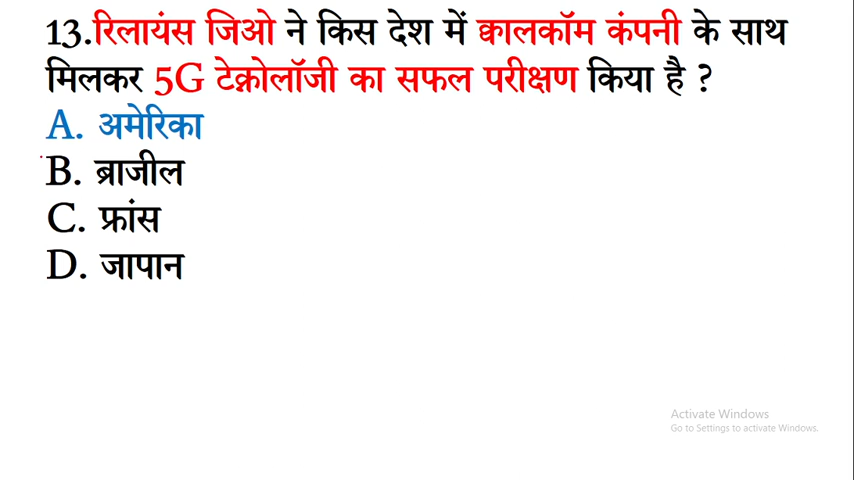 13.रिलायंस जिओ ने किस देश में क्वालकॉम कंपनी के साथ
मिलकर 5G टेक्नोलॉजी का सफल परीक्षण किया है ?
A. अमेरिका
B. ब्राजील
C. फ्रांस
D. जापान
Activate Windows
Go to Settings to activate Windows.